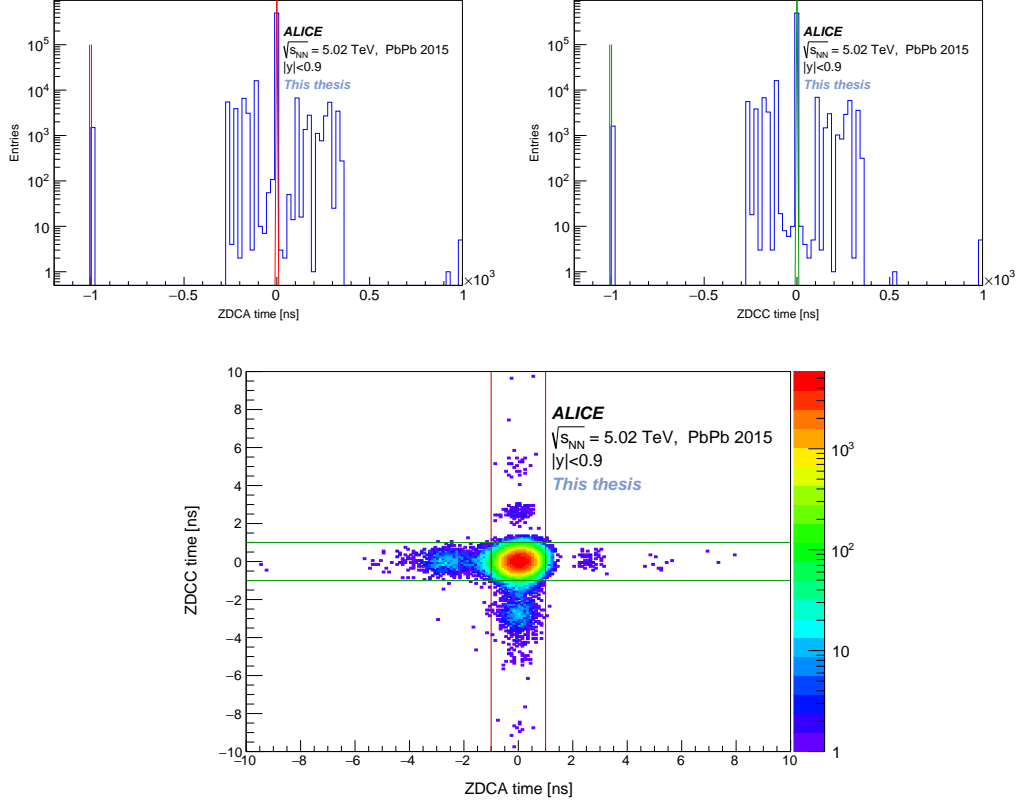 ALICE
√s_NN = 5.02 TeV, PbPb 2015
|y|<0.9
This thesis
Entries
10^5
10^4
10^3
10^2
10
1
−1
−0.5
0
0.5
1
×10^3
ZDCA time [ns]
ALICE
√s_NN = 5.02 TeV, PbPb 2015
|y|<0.9
This thesis
Entries
10^5
10^4
10^3
10^2
10
1
−1
−0.5
0
0.5
1
×10^3
ZDCC time [ns]
ALICE
√s_NN = 5.02 TeV, PbPb 2015
|y|<0.9
This thesis
ZDCC time [ns]
10
8
6
4
2
0
−2
−4
−6
−8
−10
−10
−8
−6
−4
−2
0
2
4
6
8
10
ZDCA time [ns]
10^3
10^2
10
1